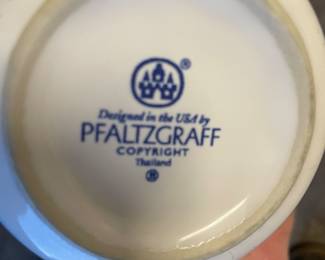 ®
Designed in the USA by
PFALTZGRAFF
COPYRIGHT
Thailand